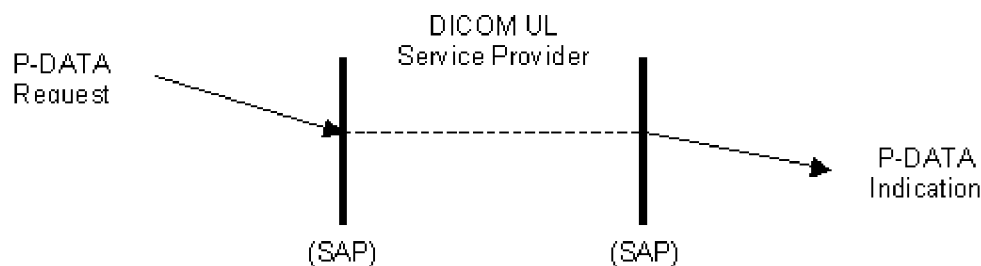 DICOM UL
Service Provider
P-DATA
Request
P-DATA
Indication
(SAP)
(SAP)